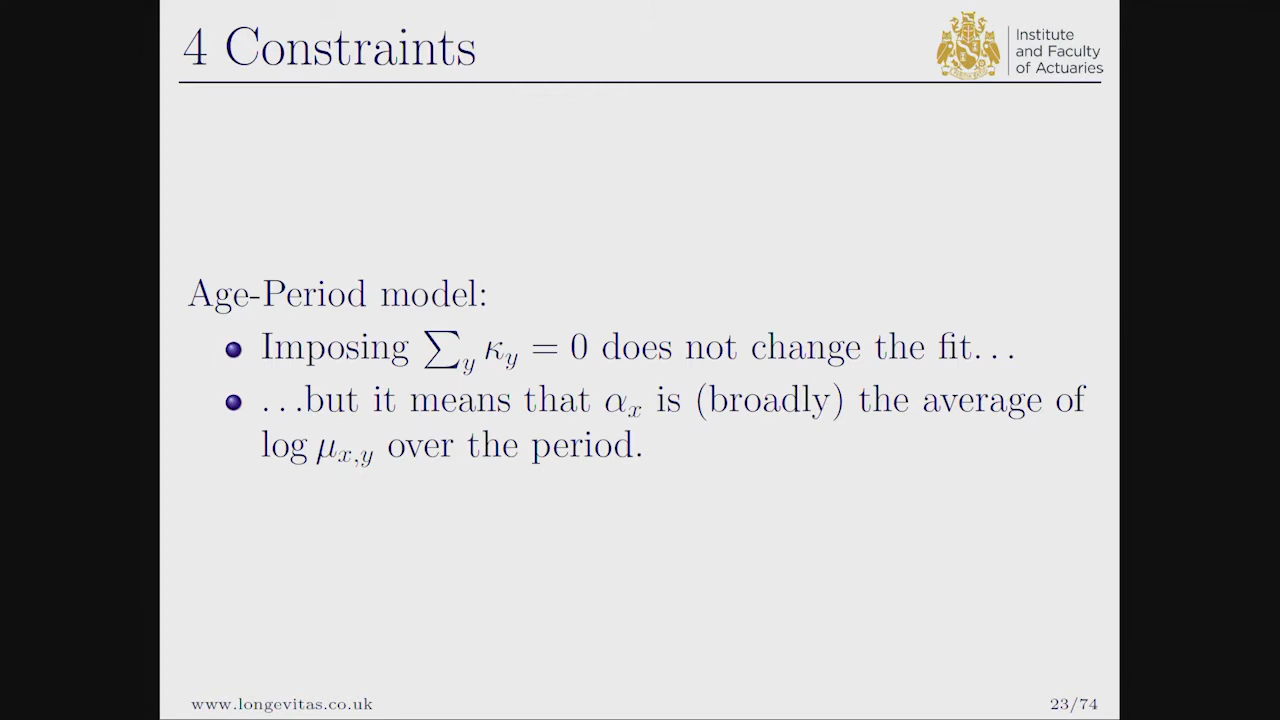 4 Constraints
Institute
and Faculty
of Actuaries
Age-Period model:
Imposing ∑_y κ_y = 0 does not change the fit...
...but it means that α_x is (broadly) the average of
log μ_{x,y} over the period.
www.longevitas.co.uk
23/74